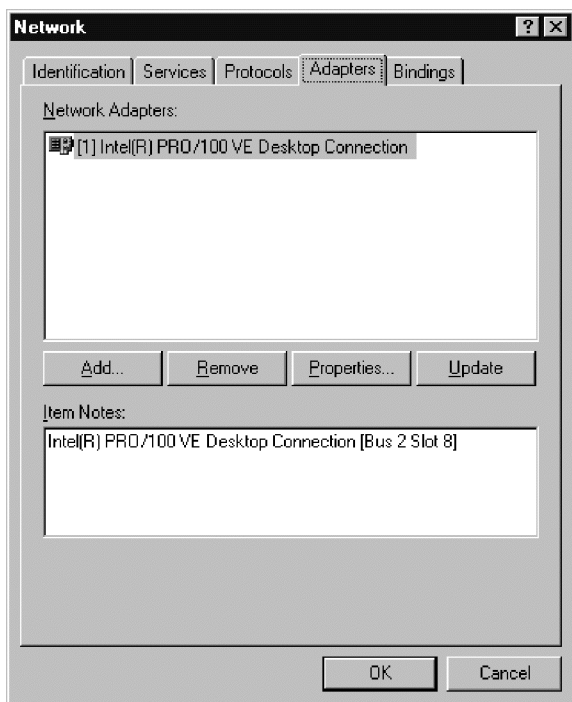 Network
Identification Services Protocols Adapters Bindings
Network Adapters:
[1] Intel(R) PRO/100 VE Desktop Connection
Add... Remove Properties... Update
Item Notes:
Intel(R) PRO/100 VE Desktop Connection [Bus 2 Slot 8]
OK Cancel